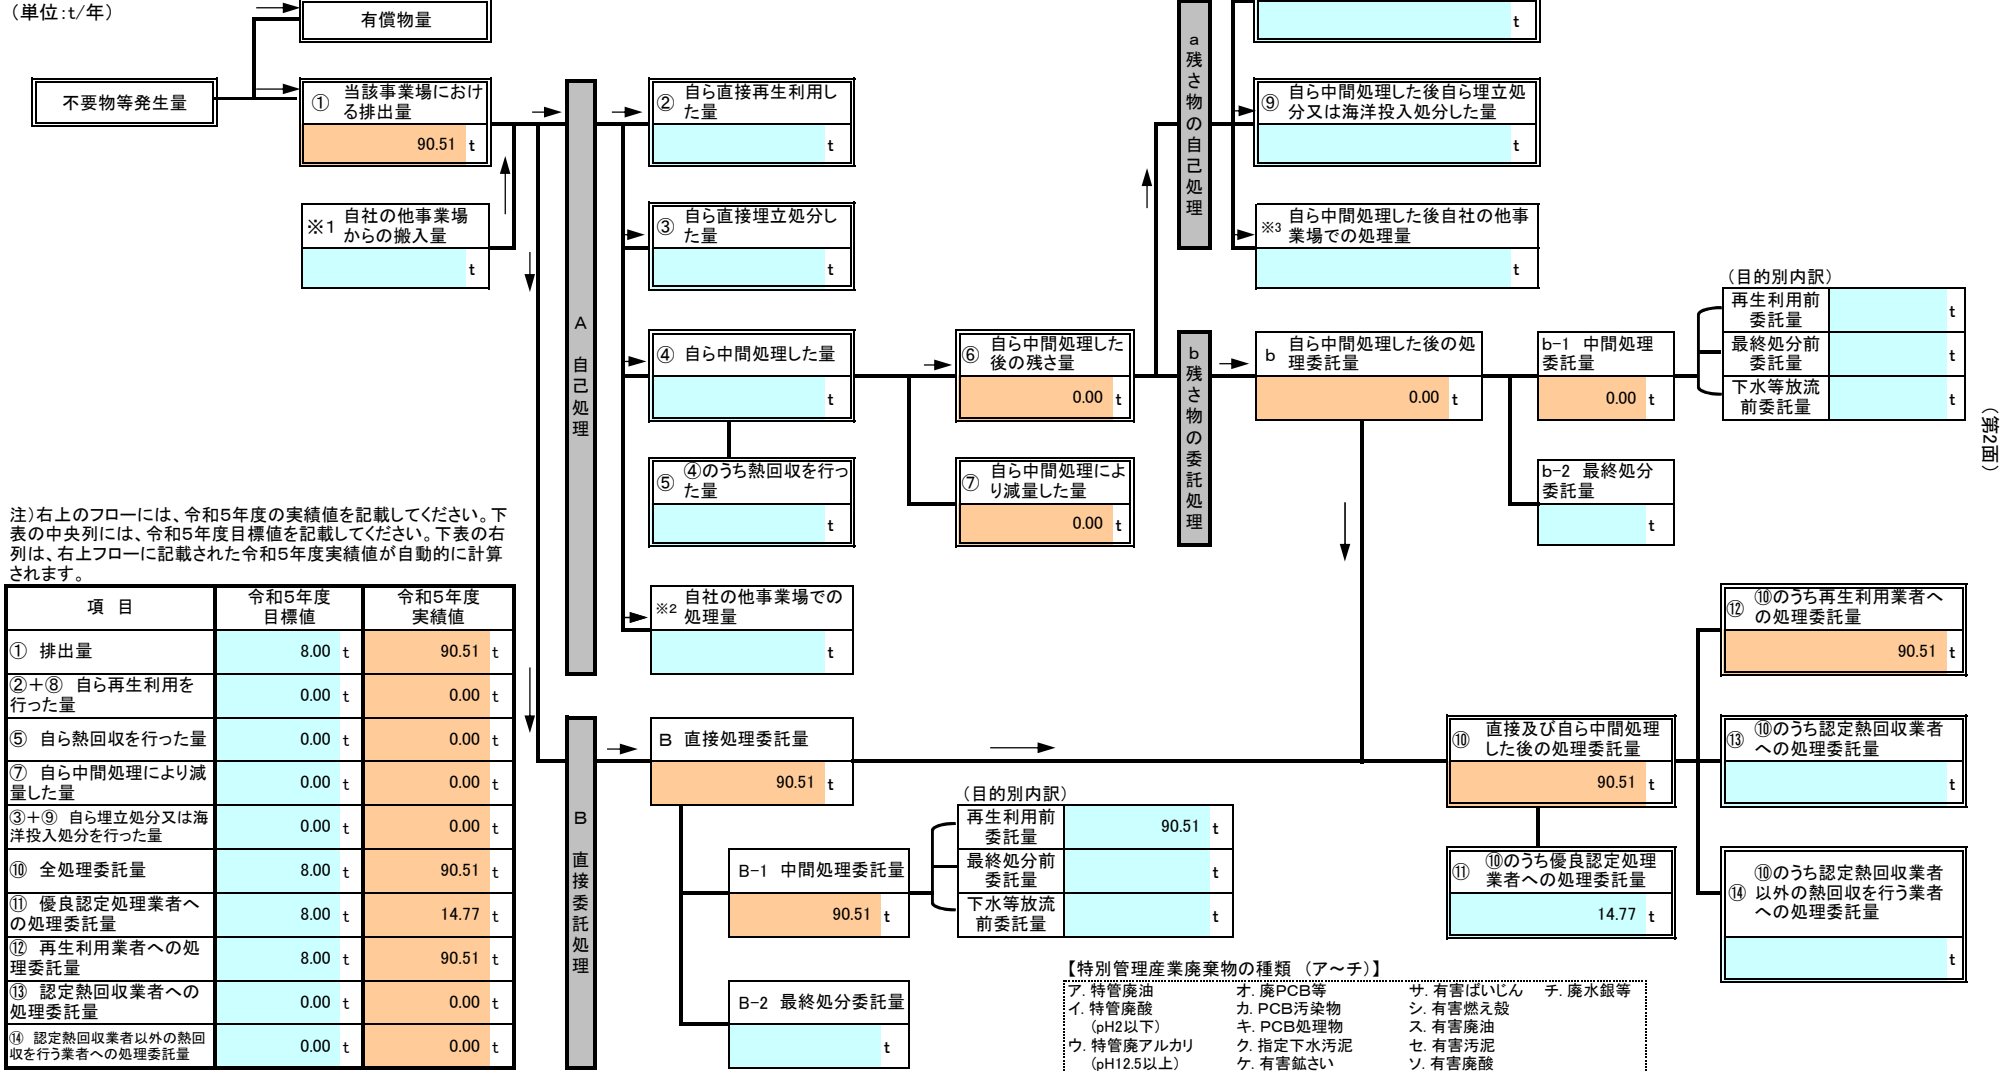 （単位:t/年）
有償物量
不要物等発生量
① 当該事業場におけ
る排出量
90.51 t
※1 自社の他事業場
からの搬入量
t
A 自己処理
② 自ら直接再生利用し
た量
t
③ 自ら直接埋立処分し
た量
t
④ 自ら中間処理した量
t
⑤ ④のうち熱回収を行っ
た量
t
※2 自社の他事業場での
処理量
t
⑥ 自ら中間処理した
後の残さ量
0.00 t
⑦ 自ら中間処理によ
り減量した量
0.00 t
a残さ物の自己処理
t
⑨ 自ら中間処理した後自ら埋立処
分又は海洋投入処分した量
t
※3 自ら中間処理した後自社の他事
業場での処理量
t
b残さ物の委託処理
b 自ら中間処理した後の処
理委託量
0.00 t
b-1 中間処理
委託量
0.00 t
b-2 最終処分
委託量
t
（目的別内訳）
再生利用前
委託量
t
最終処分前
委託量
t
下水等放流
前委託量
t
（第2面）
注）右上のフローには、令和5年度の実績値を記載してください。下
表の中央列には、令和5年度目標値を記載してください。下表の右
列は、右上フローに記載された令和5年度実績値が自動的に計算
されます。
項 目 令和5年度 目標値 令和5年度 実績値
① 排出量 8.00 t 90.51 t
②＋⑧ 自ら再生利用を
行った量 0.00 t 0.00 t
⑤ 自ら熱回収を行った量 0.00 t 0.00 t
⑦ 自ら中間処理により減
量した量 0.00 t 0.00 t
③＋⑨ 自ら埋立処分又は海
洋投入処分を行った量 0.00 t 0.00 t
⑩ 全処理委託量 8.00 t 90.51 t
⑪ 優良認定処理業者へ
の処理委託量 8.00 t 14.77 t
⑫ 再生利用業者への処
理委託量 8.00 t 90.51 t
⑬ 認定熱回収業者への
処理委託量 0.00 t 0.00 t
⑭ 認定熱回収業者以外の熱回
収を行う業者への処理委託量 0.00 t 0.00 t
B 直接委託処理
B 直接処理委託量
90.51 t
B-1 中間処理委託量
90.51 t
B-2 最終処分委託量
t
（目的別内訳）
再生利用前
委託量
90.51 t
最終処分前
委託量
t
下水等放流
前委託量
t
⑩ 直接及び自ら中間処理
した後の処理委託量
90.51 t
⑪ ⑩のうち優良認定処理
業者への処理委託量
14.77 t
⑫ ⑩のうち再生利用業者へ
の処理委託量
90.51 t
⑬ ⑩のうち認定熱回収業者
への処理委託量
t
⑭ ⑩のうち認定熱回収業者
以外の熱回収を行う業者
への処理委託量
t
【特別管理産業廃棄物の種類 （ア～チ）】
ア. 特管廃油 オ. 廃PCB等 サ. 有害ばいじん チ. 廃水銀等
イ. 特管廃酸 カ. PCB汚染物 シ. 有害燃え殻
（pH2以下） キ. PCB処理物 ス. 有害廃油
ウ. 特管廃アルカリ ク. 指定下水汚泥 セ. 有害汚泥
（pH12.5以上） ケ. 有害鉱さい ソ. 有害廃酸